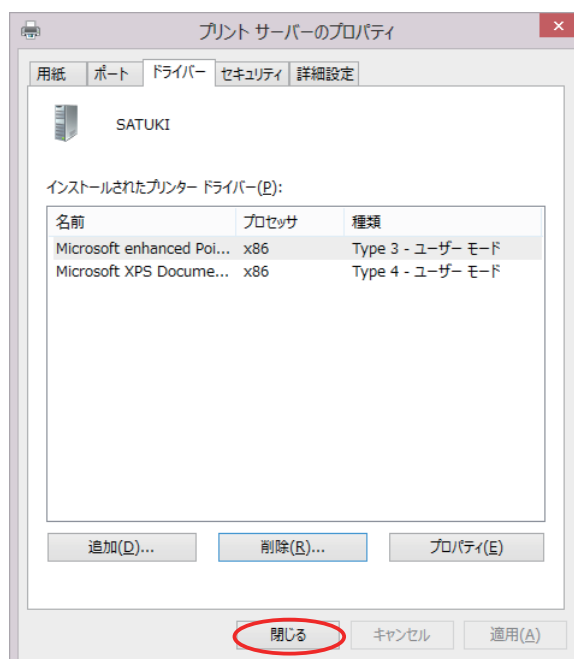 プリント サーバーのプロパティ
用紙 ポート ドライバー セキュリティ 詳細設定
SATUKI
インストールされたプリンター ドライバー(P):
名前 プロセッサ 種類
Microsoft enhanced Poi... x86 Type 3 - ユーザー モード
Microsoft XPS Docume... x86 Type 4 - ユーザー モード
追加(D)... 削除(R)... プロパティ(E)
閉じる キャンセル 適用(A)